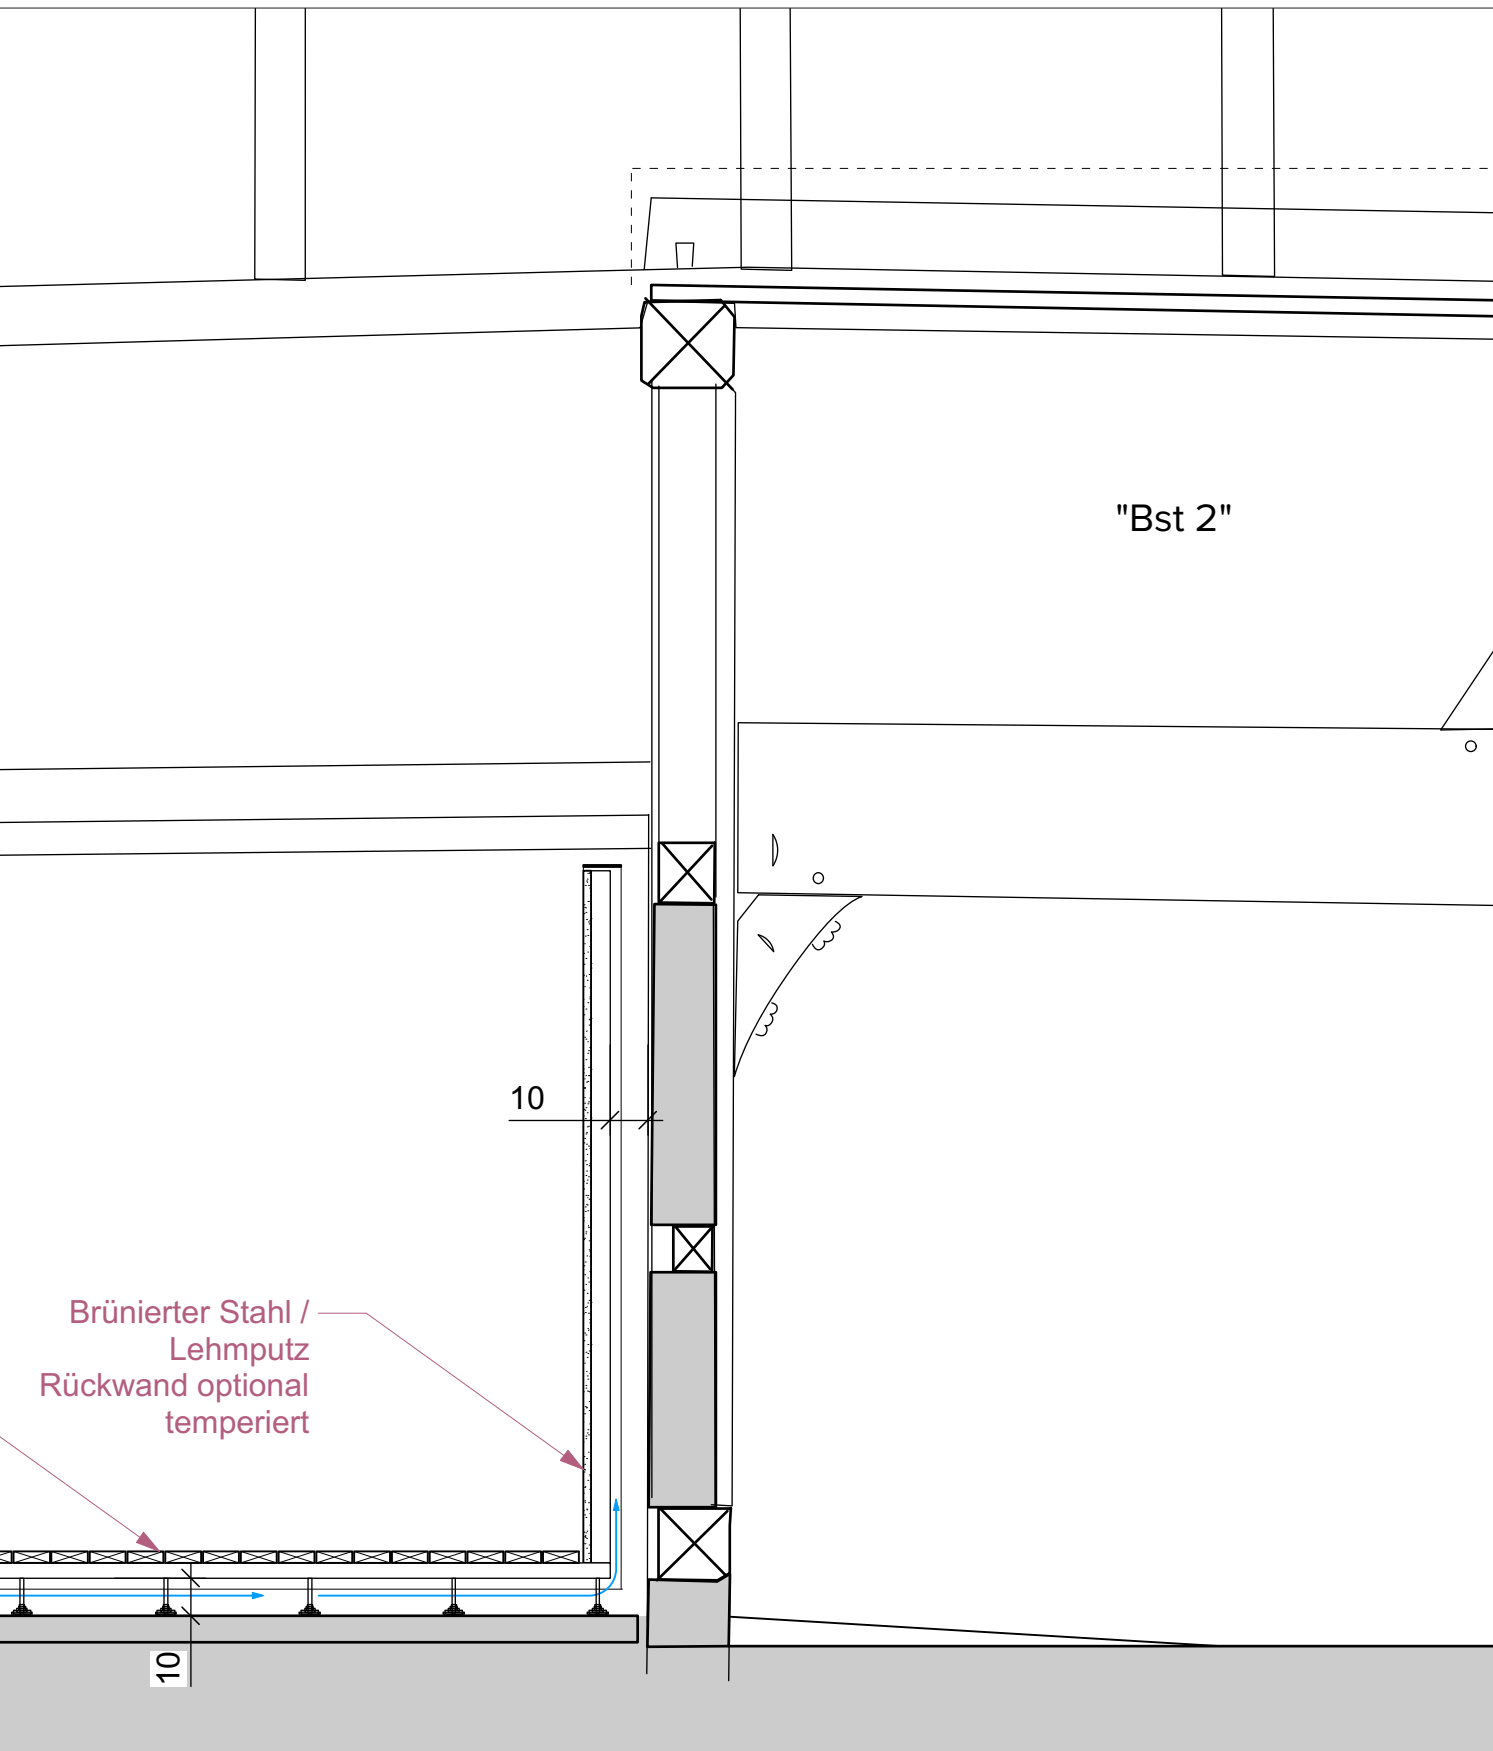 "Bst 2"
10
Brünierter Stahl /
Lehmputz
Rückwand optional
temperiert
10